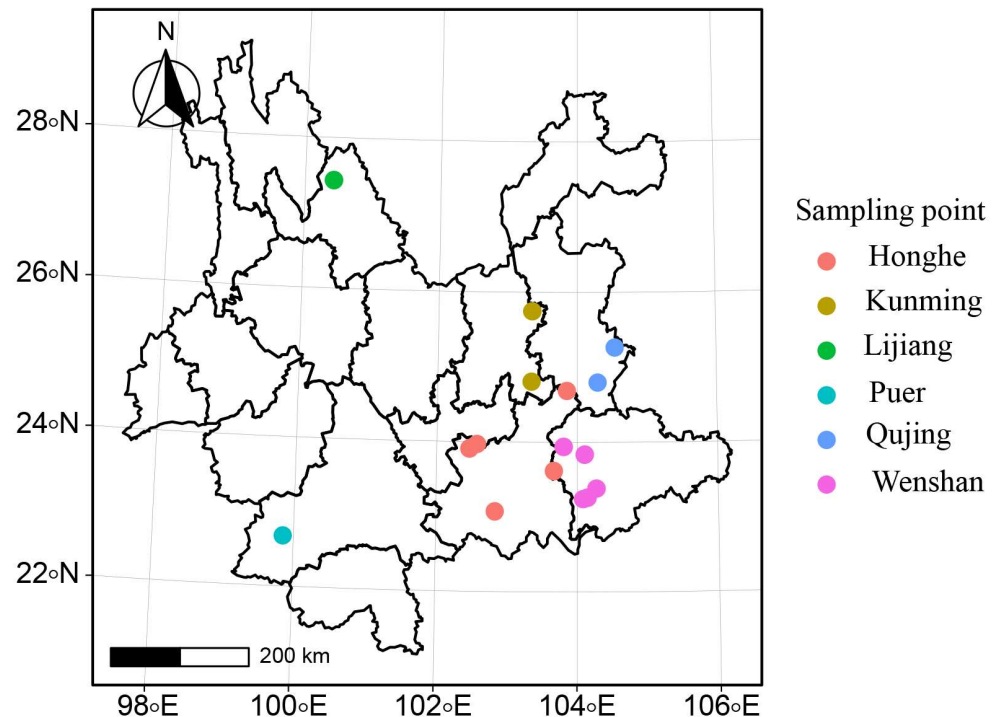 N
28°N
26°N
24°N
22°N
200 km
98°E
100°E
102°E
104°E
106°E
Sampling point
Honghe
Kunming
Lijiang
Puer
Qujing
Wenshan